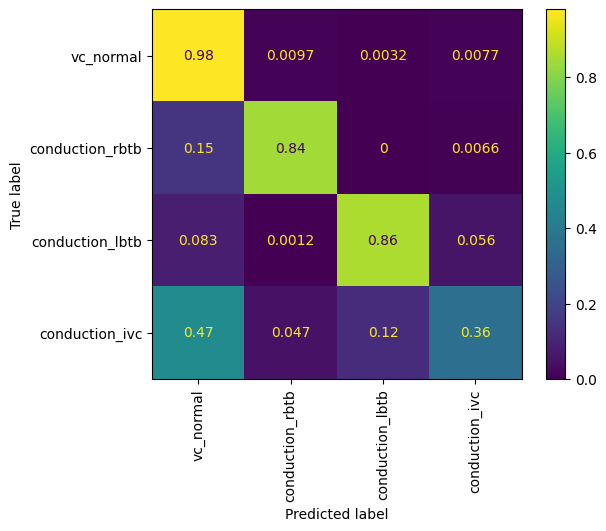 vc_normal 0.98 0.0097 0.0032 0.0077
conduction_rbtb 0.15 0.84 0 0.0066
conduction_lbtb 0.083 0.0012 0.86 0.056
conduction_ivc 0.47 0.047 0.12 0.36
True label
vc_normal
conduction_rbtb
conduction_lbtb
conduction_ivc
Predicted label
0.8
0.6
0.4
0.2
0.0